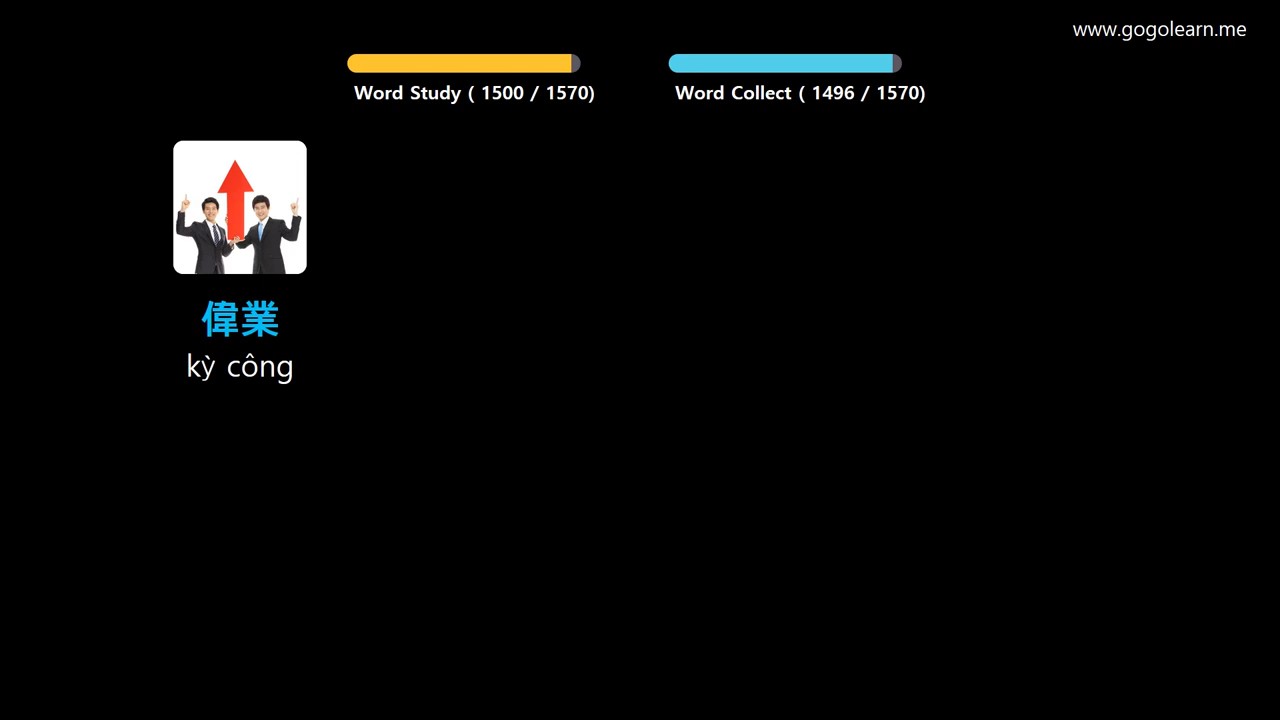 www.gogolearn.me
Word Study ( 1500 / 1570)
Word Collect ( 1496 / 1570)
偉業
kỳ công